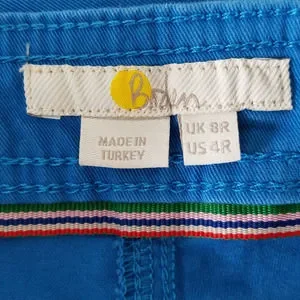 Boden
MADE IN
TURKEY
UK 8R
US 4R